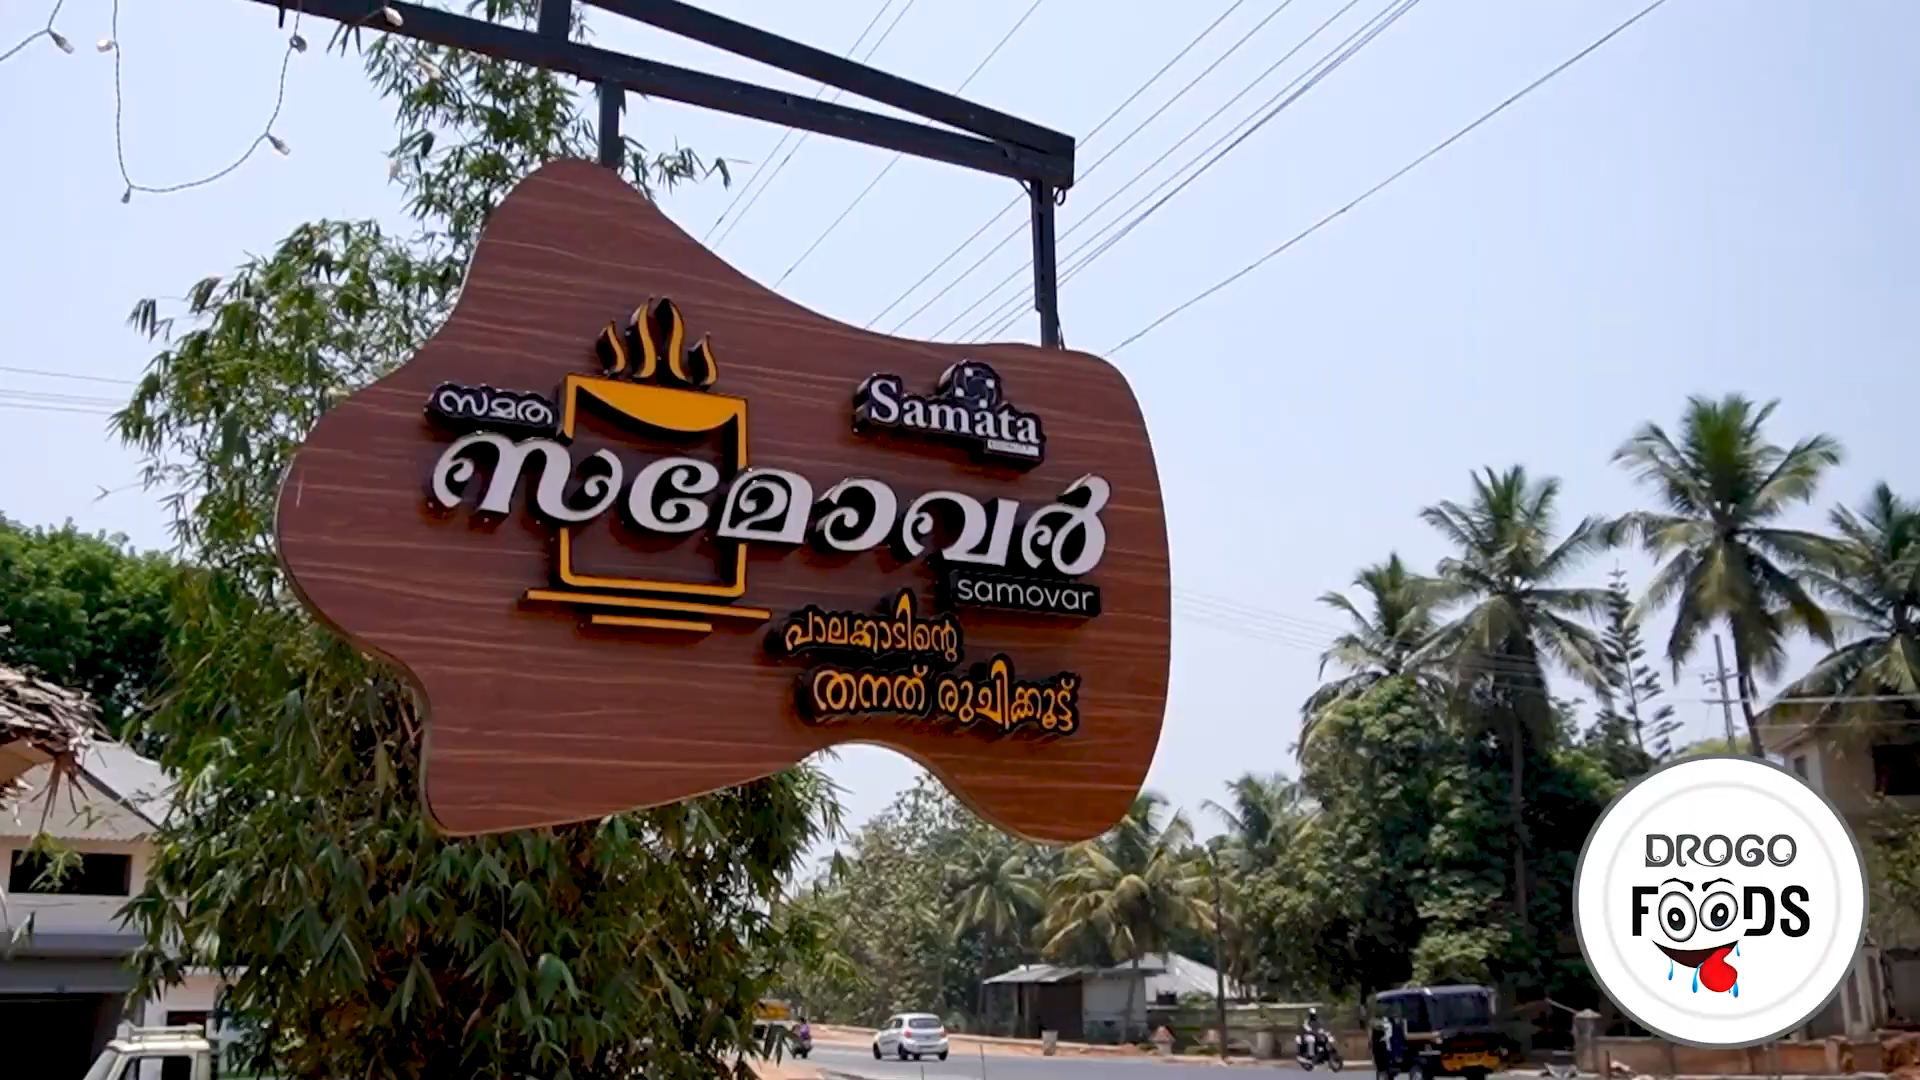 സമത
Samata
സമോവർ
samovar
പാലക്കാടിന്റെ
തനത് രുചിക്കൂട്ട്
DROGO
FOODS